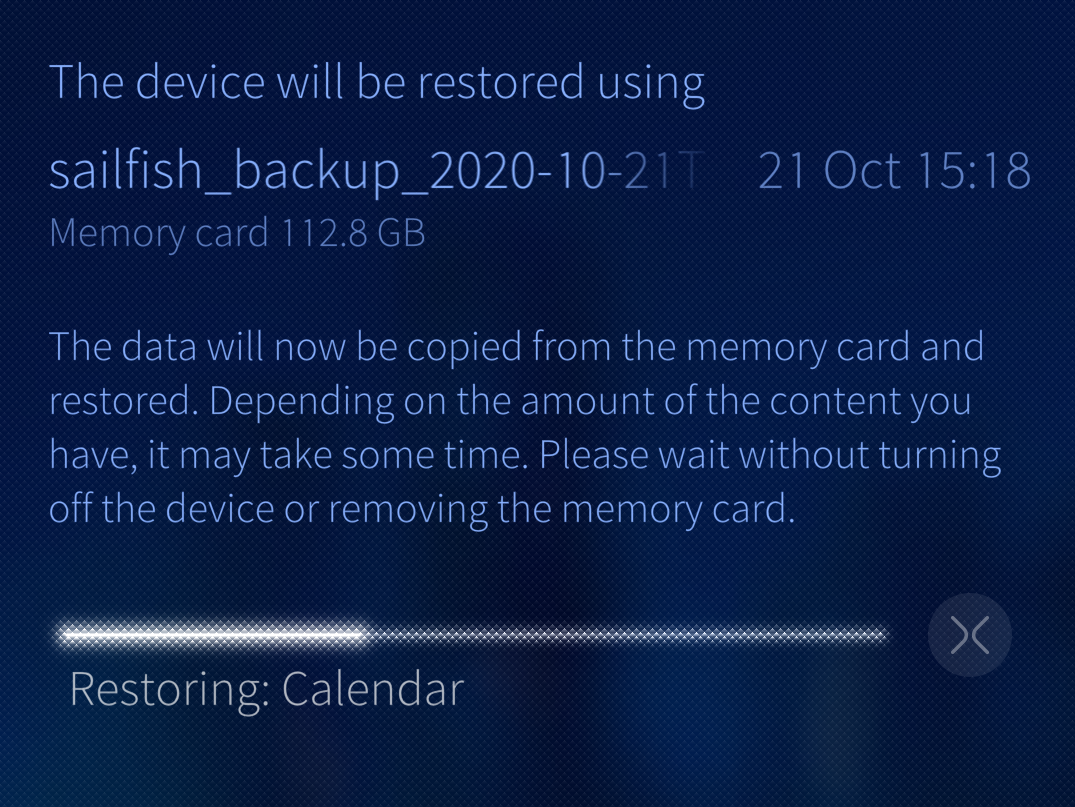 The device will be restored using
sailfish_backup_2020-10-21T 21 Oct 15:18
Memory card 112.8 GB
The data will now be copied from the memory card and
restored. Depending on the amount of the content you
have, it may take some time. Please wait without turning
off the device or removing the memory card.
Restoring: Calendar